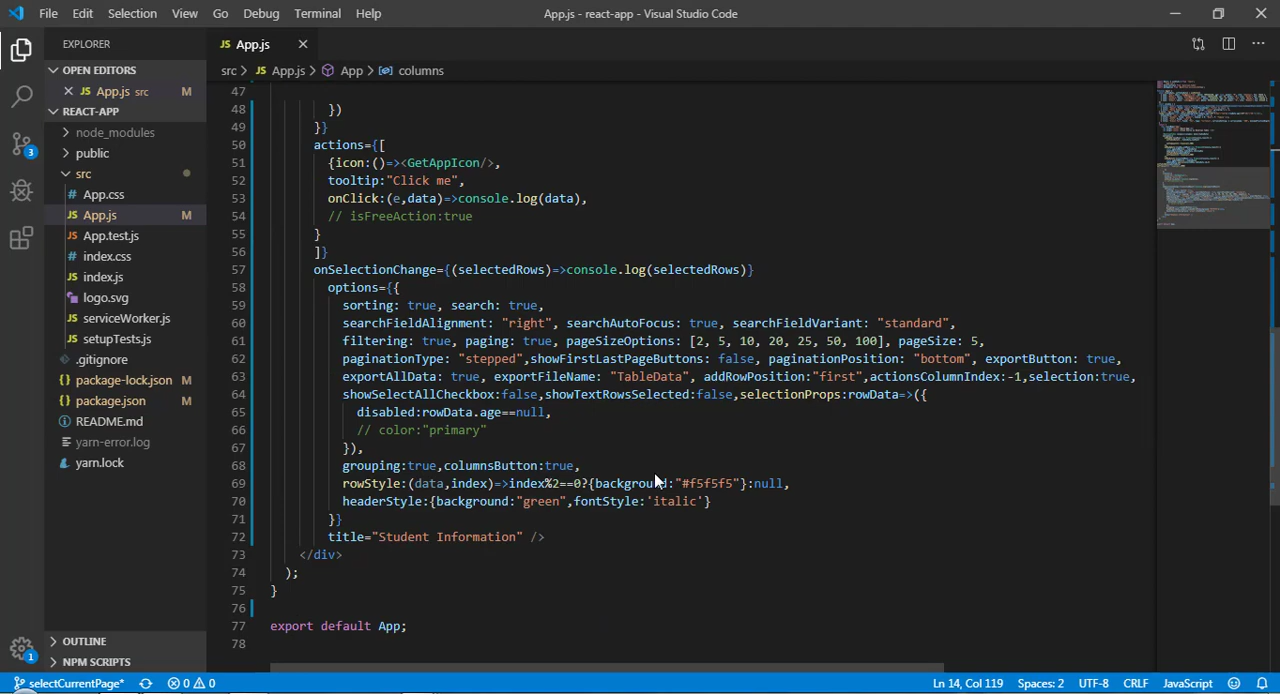 File Edit Selection View Go Debug Terminal Help
App.js - react-app - Visual Studio Code
EXPLORER
OPEN EDITORS
JS App.js src M
REACT-APP
node_modules
public
src
# App.css
JS App.js M
JS App.test.js
# index.css
JS index.js
logo.svg
JS serviceWorker.js
JS setupTests.js
.gitignore
{} package-lock.json M
{} package.json M
README.md
yarn-error.log
yarn.lock
OUTLINE
NPM SCRIPTS
3
1
JS App.js
src > JS App.js > App > columns
47
48 })
49 }}
50 actions={[
51 {icon:()=><GetAppIcon/>,
52 tooltip:"Click me",
53 onClick:(e,data)=>console.log(data),
54 // isFreeAction:true
55 }
56 ]}
57 onSelectionChange={(selectedRows)=>console.log(selectedRows)}
58 options={{
59 sorting: true, search: true,
60 searchFieldAlignment: "right", searchAutoFocus: true, searchFieldVariant: "standard",
61 filtering: true, paging: true, pageSizeOptions: [2, 5, 10, 20, 25, 50, 100], pageSize: 5,
62 paginationType: "stepped",showFirstLastPageButtons: false, paginationPosition: "bottom", exportButton: true,
63 exportAllData: true, exportFileName: "TableData", addRowPosition:"first",actionsColumnIndex:-1,selection:true,
64 showSelectAllCheckbox:false,showTextRowsSelected:false,selectionProps:rowData=>({
65 disabled:rowData.age==null,
66 // color:"primary"
67 }),
68 grouping:true,columnsButton:true,
69 rowStyle:(data,index)=>index%2==0?{background:"#f5f5f5"}:null,
70 headerStyle:{background:"green",fontStyle:'italic'}
71 }}
72 title="Student Information" />
73 </div>
74 );
75 }
76
77 export default App;
78
selectCurrentPage* 0 0 Ln 14, Col 119 Spaces: 2 UTF-8 CRLF JavaScript